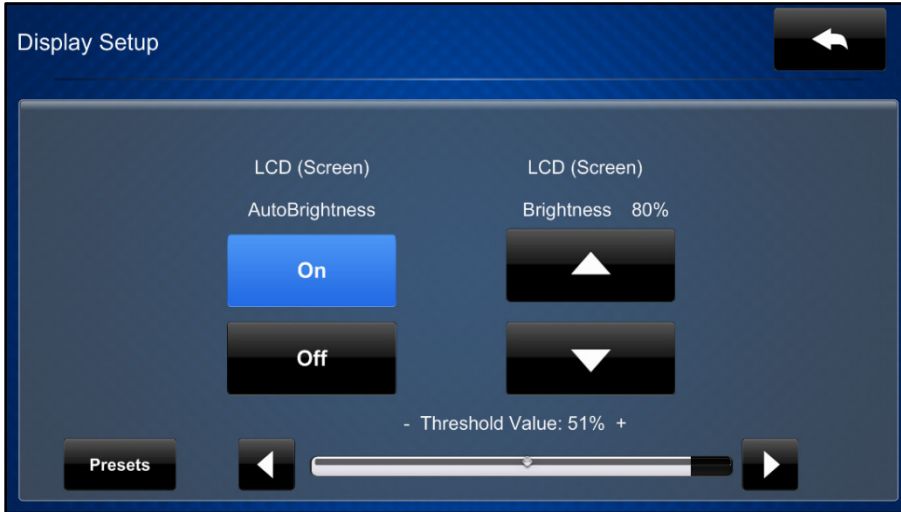 Display Setup
LCD (Screen)
AutoBrightness
On
Off
LCD (Screen)
Brightness 80%
- Threshold Value: 51% +
Presets